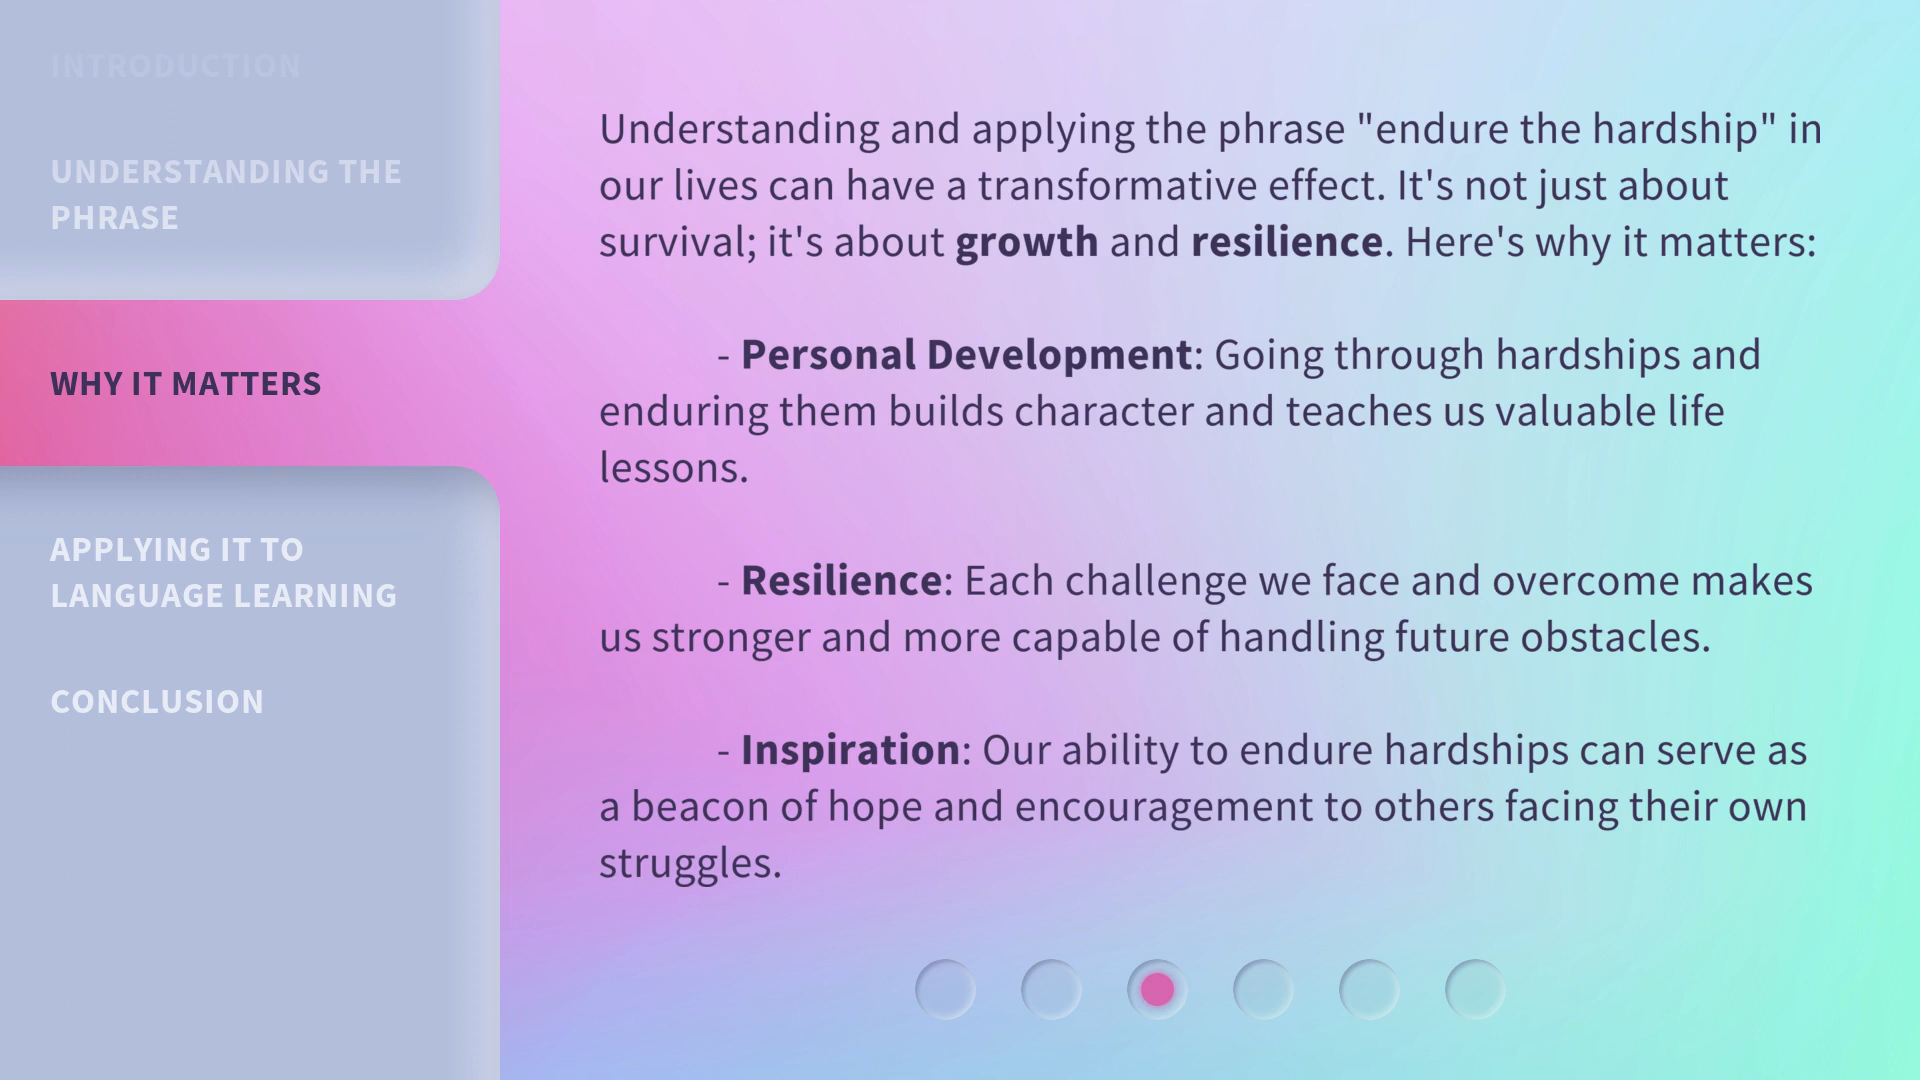 INTRODUCTION
UNDERSTANDING THE
PHRASE
WHY IT MATTERS
APPLYING IT TO
LANGUAGE LEARNING
CONCLUSION
Understanding and applying the phrase "endure the hardship" in
our lives can have a transformative effect. It's not just about
survival; it's about growth and resilience. Here's why it matters:
- Personal Development: Going through hardships and
enduring them builds character and teaches us valuable life
lessons.
- Resilience: Each challenge we face and overcome makes
us stronger and more capable of handling future obstacles.
- Inspiration: Our ability to endure hardships can serve as
a beacon of hope and encouragement to others facing their own
struggles.